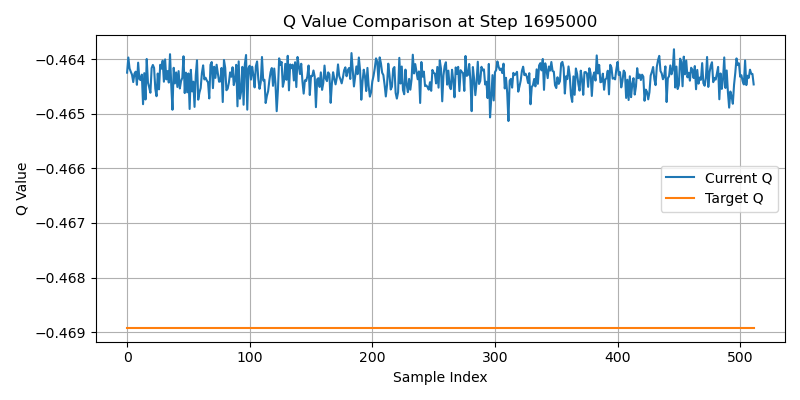 Q Value Comparison at Step 1695000
Q Value
−0.464
−0.465
−0.466
−0.467
−0.468
−0.469
Current Q
Target Q
0
100
200
300
400
500
Sample Index